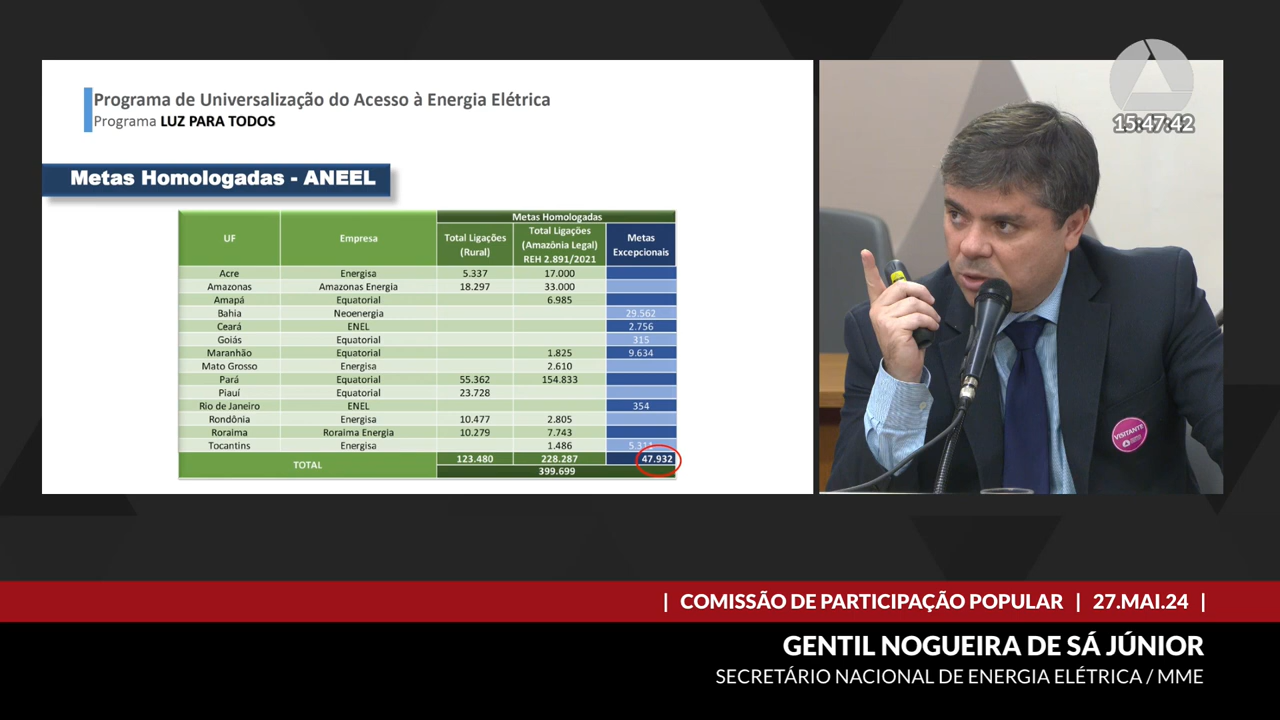 15:47:42
Programa de Universalização do Acesso à Energia Elétrica
Programa LUZ PARA TODOS
Metas Homologadas - ANEEL
UF Empresa Metas Homologadas
Total Ligações (Rural) Total Ligações (Amazônia Legal) REH 2.891/2021 Metas Excepcionais
Acre Energisa 5.337 17.000
Amazonas Amazonas Energia 18.297 33.000
Amapá Equatorial 6.985
Bahia Neoenergia 29.562
Ceará ENEL 2.756
Goiás Equatorial 315
Maranhão Equatorial 1.825 9.634
Mato Grosso Energisa 2.610
Pará Equatorial 55.362 154.833
Piauí Equatorial 23.728
Rio de Janeiro ENEL 354
Rondônia Energisa 10.477 2.805
Roraima Roraima Energia 10.279 7.743
Tocantins Energisa 1.486
TOTAL 123.480 228.287 47.932
399.699
VISITANTE
| COMISSÃO DE PARTICIPAÇÃO POPULAR | 27.MAI.24 |
GENTIL NOGUEIRA DE SÁ JÚNIOR
SECRETÁRIO NACIONAL DE ENERGIA ELÉTRICA / MME